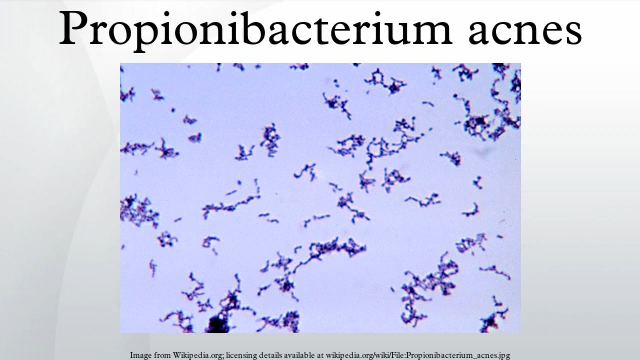 Propionibacterium acnes
Image from Wikipedia.org; licensing details available at wikipedia.org/wiki/File:Propionibacterium_acnes.jpg